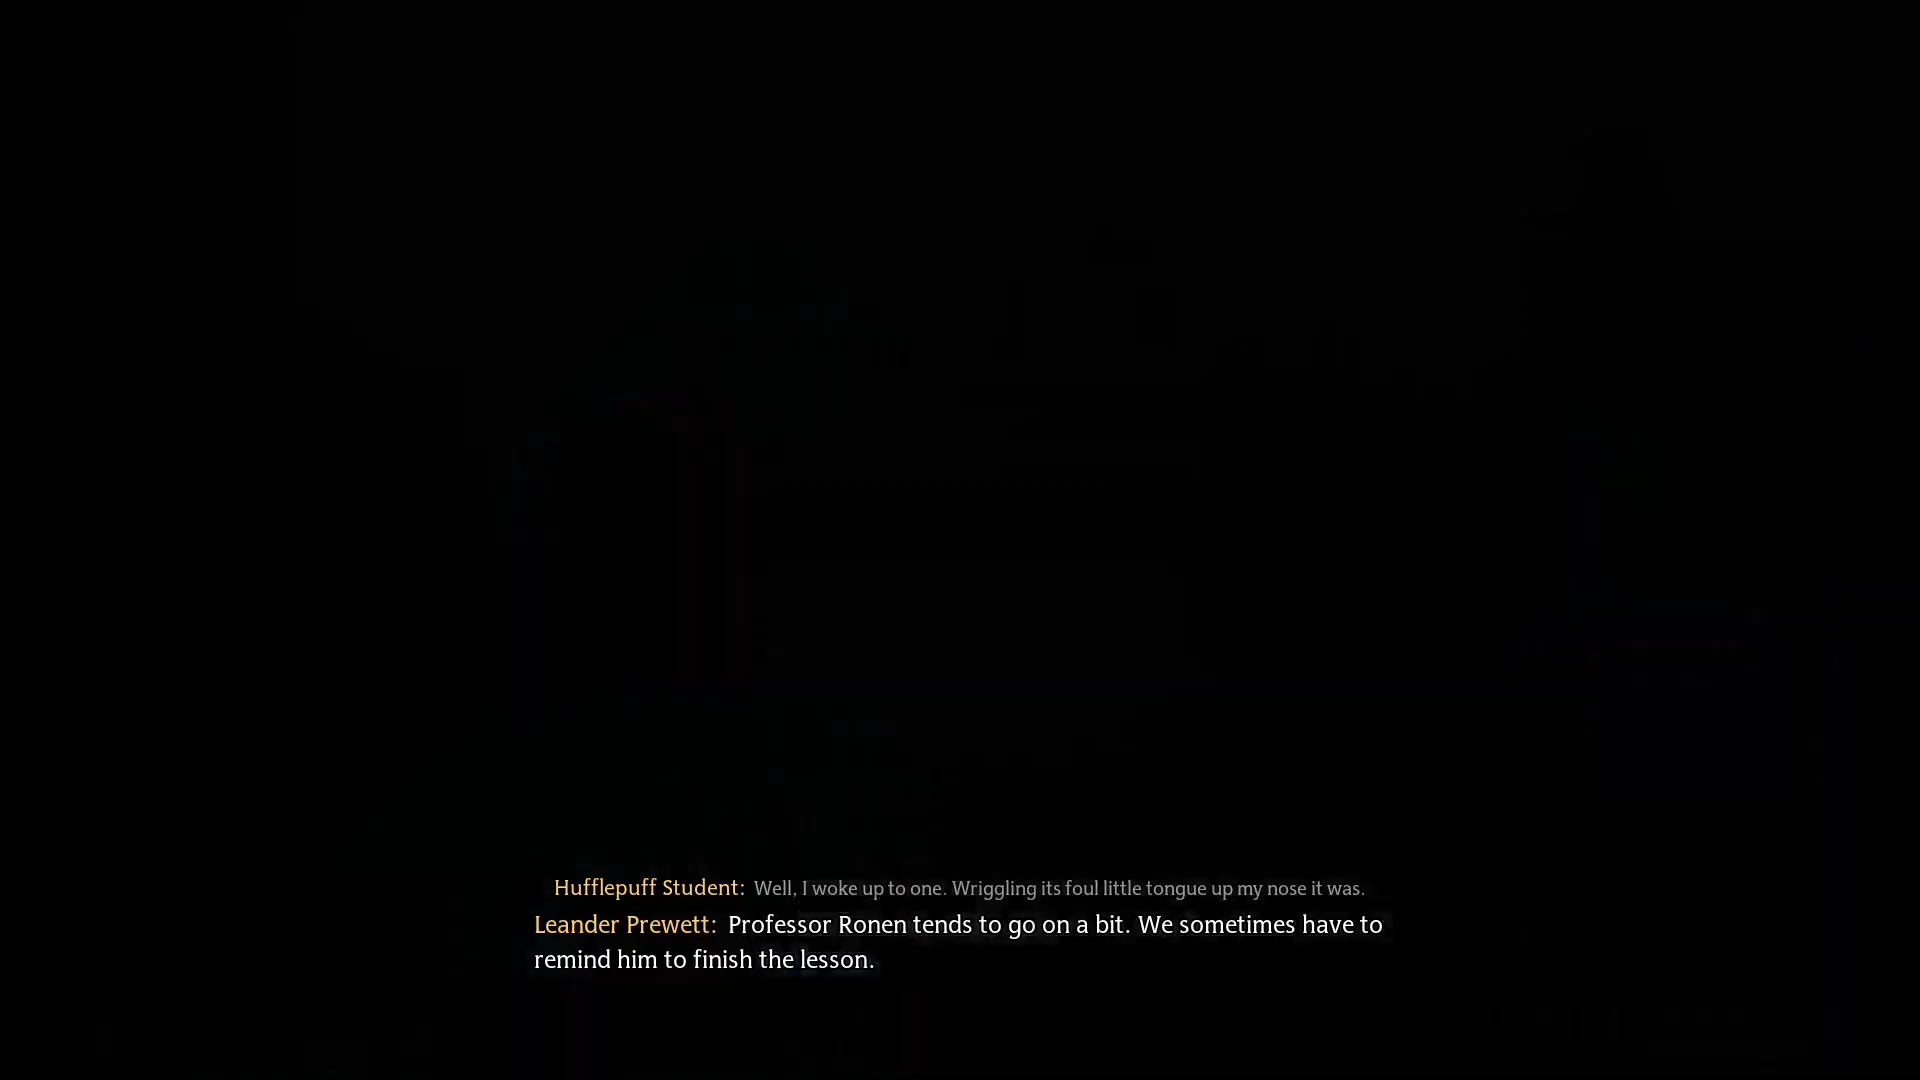 Hufflepuff Student: Well, I woke up to one. Wriggling its foul little tongue up my nose it was.
Leander Prewett: Professor Ronen tends to go on a bit. We sometimes have to
remind him to finish the lesson.